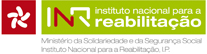 INR instituto nacional para a
reabilitação
Ministério da Solidariedade e da Segurança Social
Instituto Nacional para a Reabilitação, I.P.